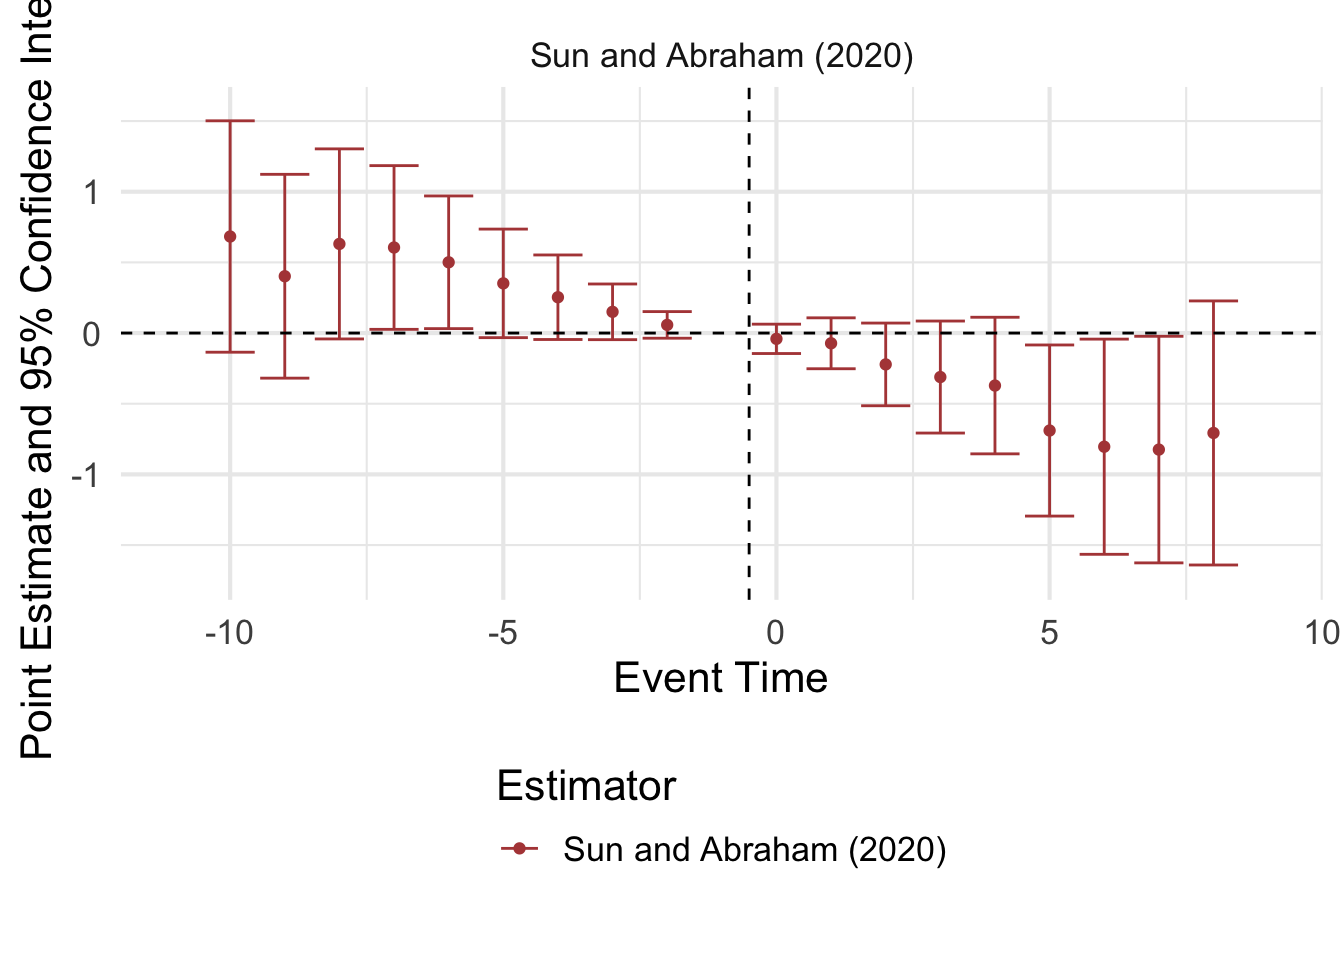 Sun and Abraham (2020)
Point Estimate and 95% Confidence Inte
1
0
-1
-10
-5
0
5
10
Event Time
Estimator
Sun and Abraham (2020)